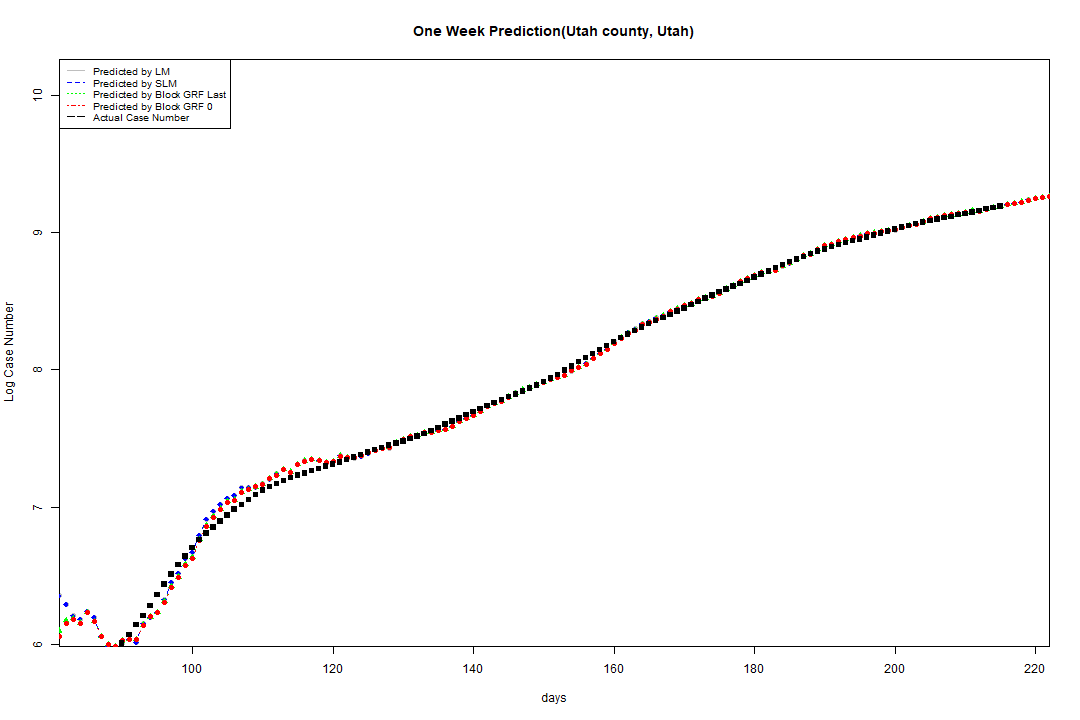 One Week Prediction(Utah county, Utah)
Predicted by LM
Predicted by SLM
Predicted by Block GRF Last
Predicted by Block GRF 0
Actual Case Number
10
9
8
7
6
Log Case Number
100 120 140 160 180 200 220
days